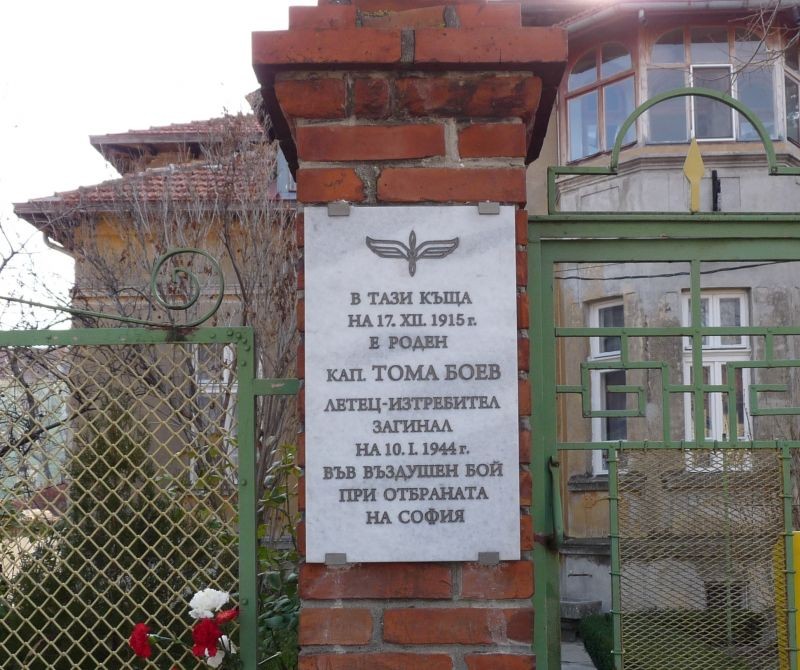 В ТАЗИ КЪЩА
НА 17. XII. 1915 г.
Е РОДЕН
КАП. ТОМА БОЕВ
ЛЕТЕЦ-ИЗТРЕБИТЕЛ
ЗАГИНАЛ
НА 10. I. 1944 г.
ВЪВ ВЪЗДУШЕН БОЙ
ПРИ ОТБРАНАТА
НА СОФИЯ